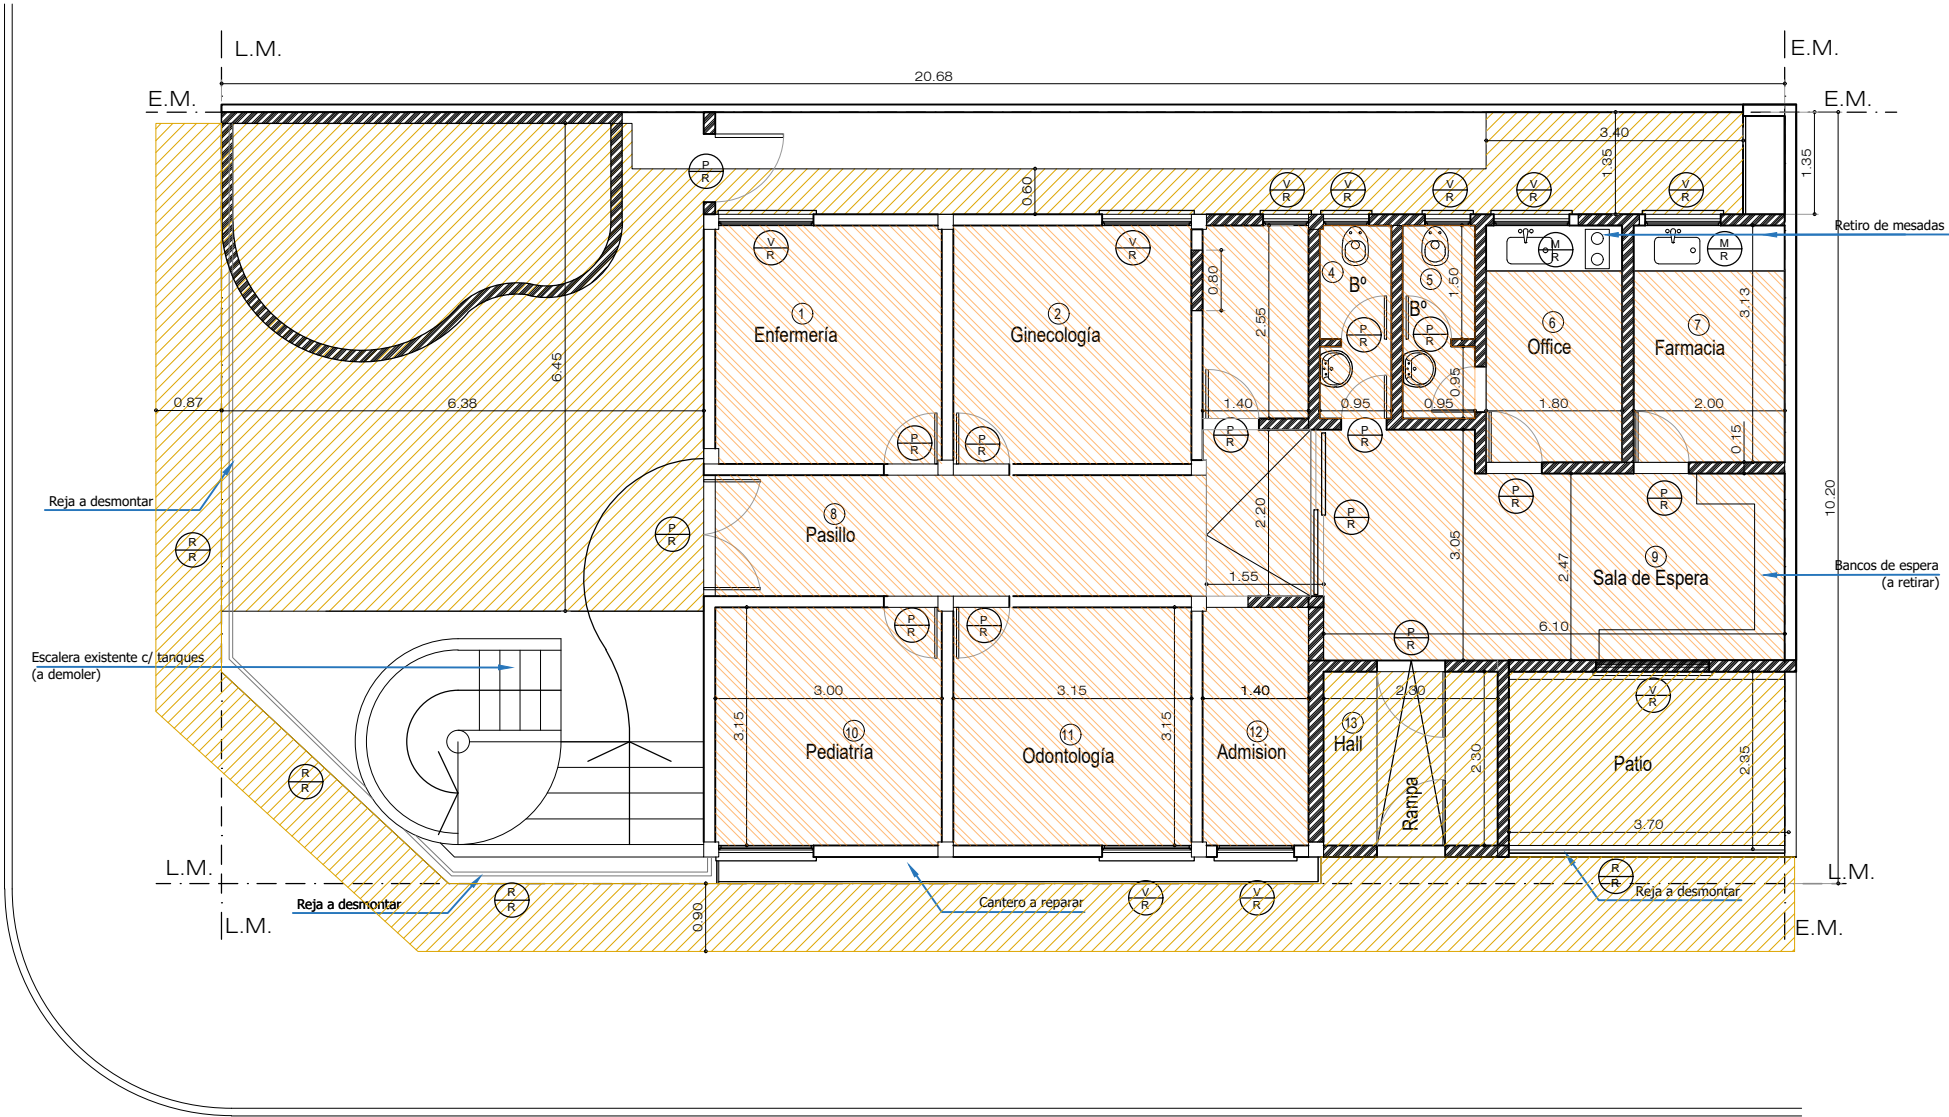 L.M.
E.M.
20.68
E.M.
E.M.
3.40
1.35
1.35
P
R
0.60
V
R
V
R
V
R
V
R
V
R
Retiro de mesadas
V
R
V
R
M
R
M
R
0.80
4
Bº
5
1.50
Bº
1
Enfermería
2
Ginecología
2.55
P
R
P
R
6
Office
7
Farmacia
3.13
6.45
0.87
6.38
1.40
0.95
0.95
0.95
1.80
2.00
P
R
P
R
P
R
P
R
0.15
Reja a desmontar
R
R
P
R
8
Pasillo
2.20
P
R
P
R
P
R
10.20
3.05
2.47
9
Sala de Espera
Bancos de espera
(a retirar)
1.55
P
R
P
R
P
R
6.10
Escalera existente c/ tanques
(a demoler)
3.00
3.15
1.40
2.30
V
R
3.15
3.15
10
Pediatría
11
Odontología
12
Admision
13
Hall
2.30
Rampa
Patio
2.35
R
R
3.70
L.M.
L.M.
R
R
Reja a desmontar
R
R
Cantero a reparar
V
R
V
R
Reja a desmontar
0.90
L.M.
E.M.